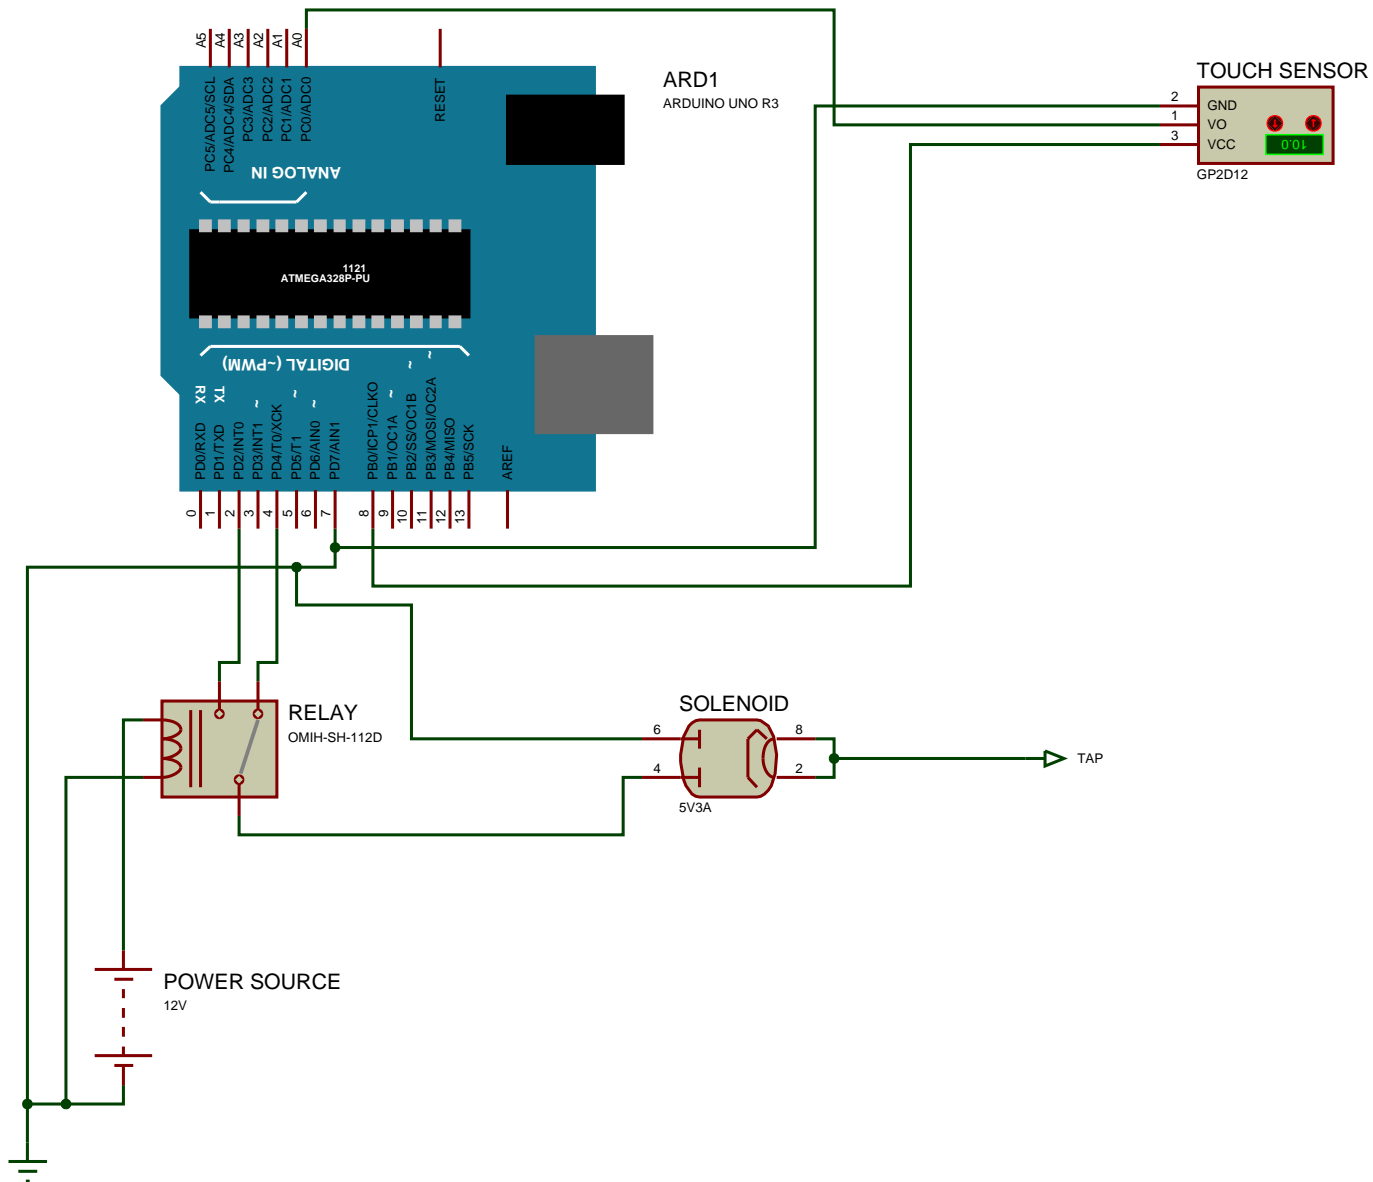 A5
A4
A3
A2
A1
A0
PC5/ADC5/SCL
PC4/ADC4/SDA
PC3/ADC3
PC2/ADC2
PC1/ADC1
PC0/ADC0
RESET
ANALOG IN
ARD1
ARDUINO UNO R3
TOUCH SENSOR
2
GND
1
VO
3
VCC
10.0
GP2D12
1121
ATMEGA328P-PU
DIGITAL (~PWM)
RX
TX
~
~
~
~
~
~
PD0/RXD
PD1/TXD
PD2/INT0
PD3/INT1
PD4/T0/XCK
PD5/T1
PD6/AIN0
PD7/AIN1
PB0/ICP1/CLKO
PB1/OC1A
PB2/SS/OC1B
PB3/MOSI/OC2A
PB4/MISO
PB5/SCK
AREF
0
1
2
3
4
5
6
7
8
9
10
11
12
13
RELAY
OMIH-SH-112D
SOLENOID
6
8
4
2
5V3A
TAP
POWER SOURCE
12V